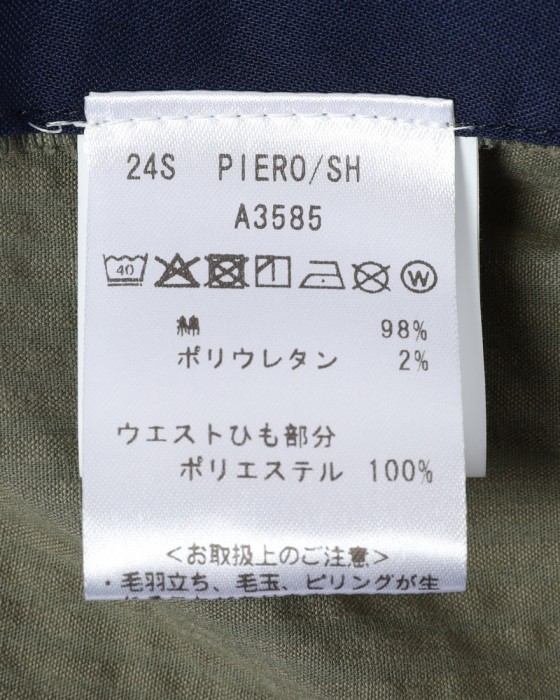 24S PIERO/SH
A3585
40
W
綿 98%
ポリウレタン 2%
ウエストひも部分
ポリエステル 100%
<お取扱上のご注意>
・毛羽立ち、毛玉、ピリングが生